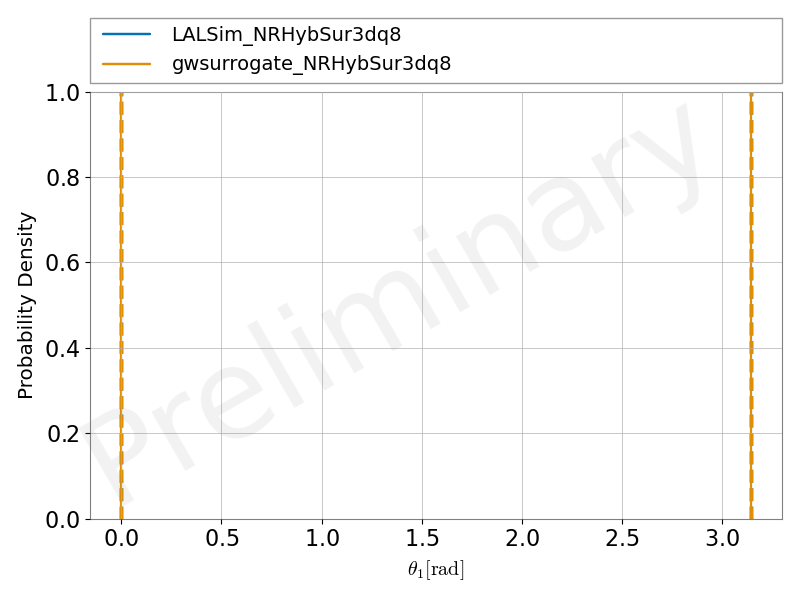 LALSim_NRHybSur3dq8
gwsurrogate_NRHybSur3dq8
1.0
0.8
0.6
0.4
0.2
0.0
Probability Density
Preliminary
0.0 0.5 1.0 1.5 2.0 2.5 3.0
θ₁[rad]